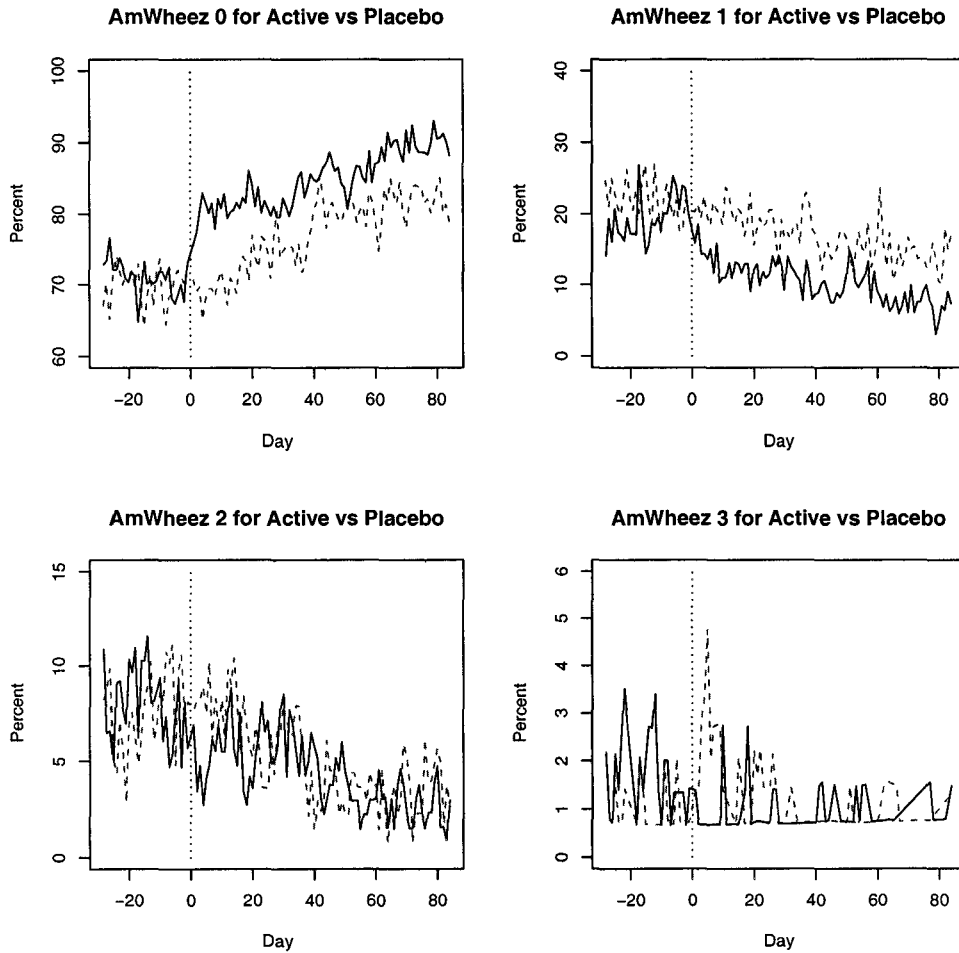 AmWheez 0 for Active vs Placebo
100
90
80
70
60
Percent
−20 0 20 40 60 80
Day
AmWheez 1 for Active vs Placebo
40
30
20
10
0
Percent
−20 0 20 40 60 80
Day
AmWheez 2 for Active vs Placebo
15
10
5
0
Percent
−20 0 20 40 60 80
Day
AmWheez 3 for Active vs Placebo
6
5
4
3
2
1
0
Percent
−20 0 20 40 60 80
Day